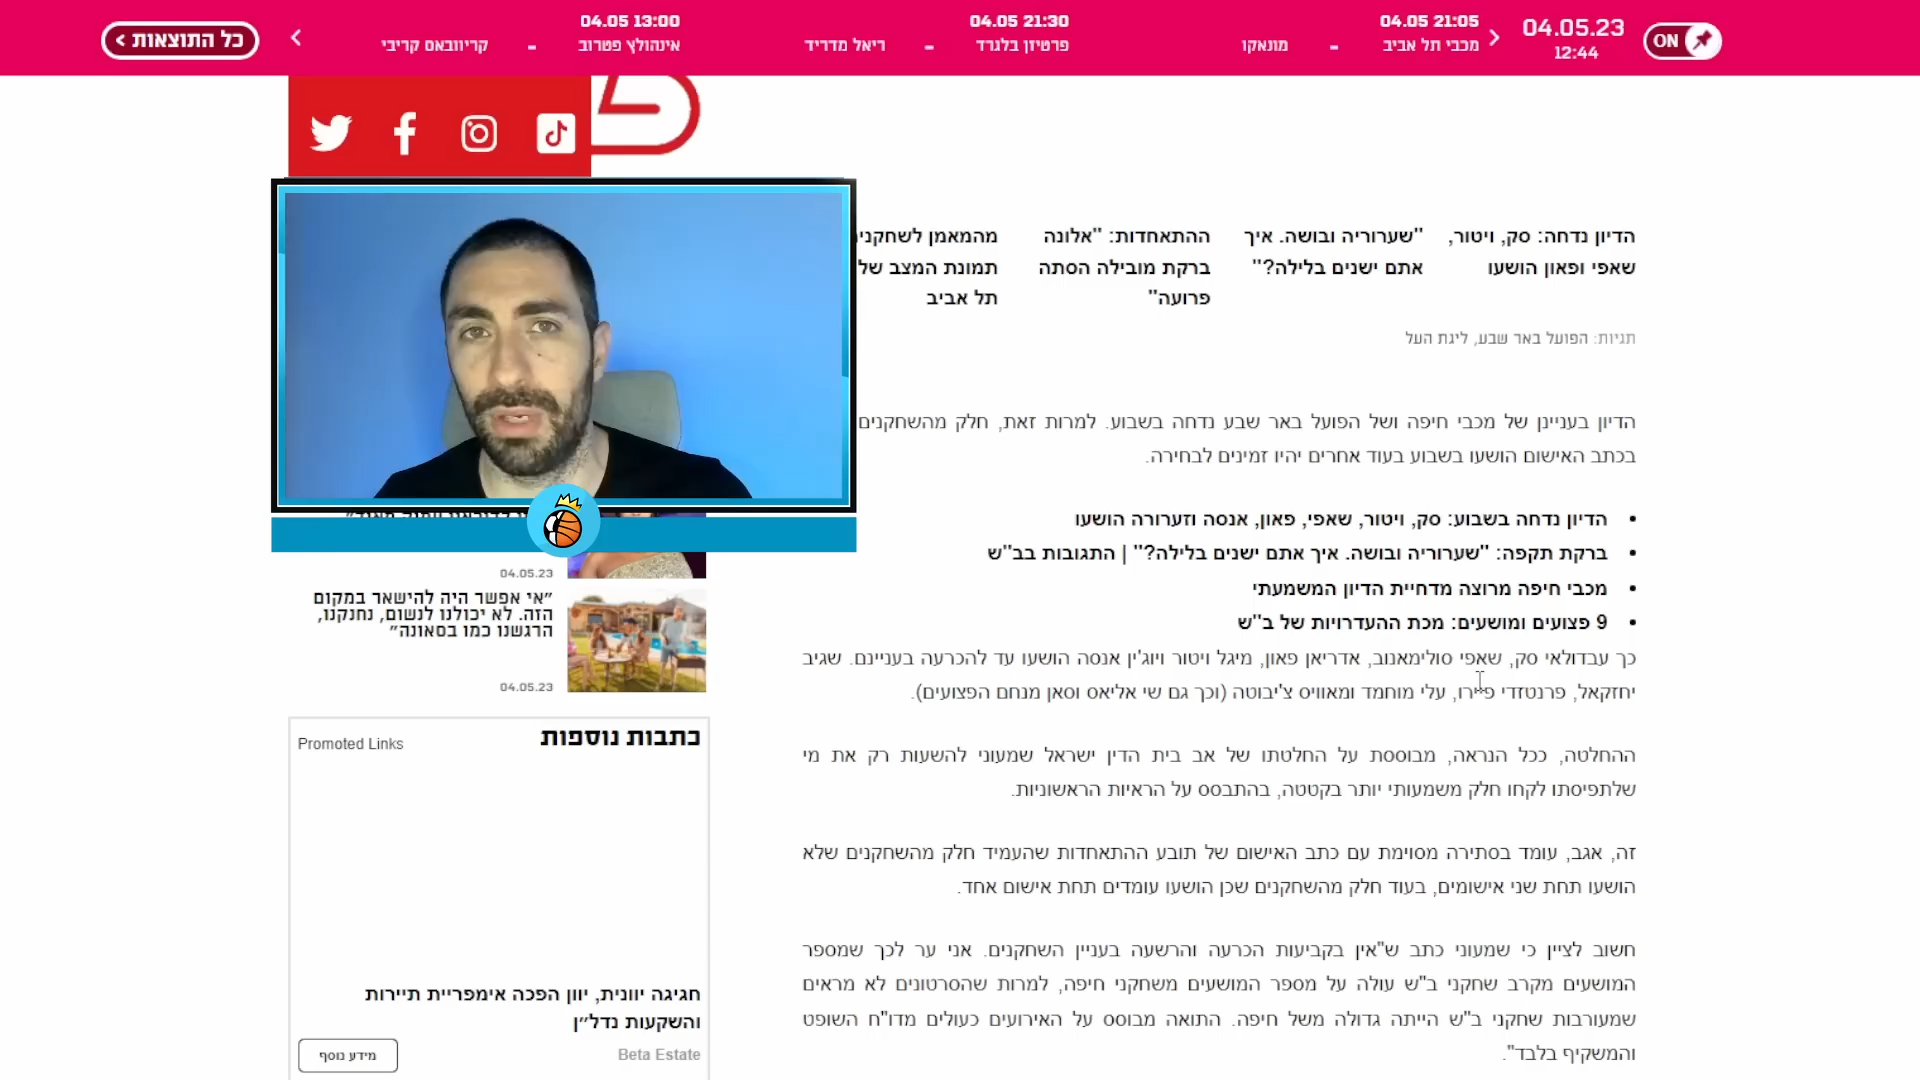 כל התוצאות >
04.05 13:00
אינהולץ פטרוב - קריוובאס קריבי
04.05 21:30
פרטיזן בלגרד - ריאל מדריד
04.05 21:05
מכבי תל אביב - מונאקו
04.05.23
12:44
ON
הדיון נדחה: סק, ויטור,
שאפי ופאון הושעו
"שערוריה ובושה. איך
אתם ישנים בלילה?"
ההתאחדות: "אלונה
ברקת מובילה הסתה
פרועה"
מהמאמן לשחקני
תמונת המצב של
תל אביב
תגיות: הפועל באר שבע, ליגת העל
הדיון בעניינן של מכבי חיפה ושל הפועל באר שבע נדחה בשבוע. למרות זאת, חלק מהשחקנים
בכתב האישום הושעו בשבוע בעוד אחרים יהיו זמינים לבחירה.
• הדיון נדחה בשבוע: סק, ויטור, שאפי, פאון, אנסה וזערורה הושעו
• ברקת תקפה: "שערוריה ובושה. איך אתם ישנים בלילה?" | התגובות בב"ש
• מכבי חיפה מרוצה מדחיית הדיון המשמעתי
• 9 פצועים ומושעים: מכת ההעדרויות של ב"ש
כך עבדולאי סק, שאפי סולימאנוב, אדריאן פאון, מיגל ויטור ויוג'ין אנסה הושעו עד להכרעה בעניינם. שגיב
יחזקאל, פרנטזדי פיירו, עלי מוחמד ומאוויס צ'יבוטה (וכך גם שי אליאס וסאן מנחם הפצועים).
ההחלטה, ככל הנראה, מבוססת על החלטתו של אב בית הדין ישראל שמעוני להשעות רק את מי
שלתפיסתו לקחו חלק משמעותי יותר בקטטה, בהתבסס על הראיות הראשוניות.
זה, אגב, עומד בסתירה מסוימת עם כתב האישום של תובע ההתאחדות שהעמיד חלק מהשחקנים שלא
הושעו תחת שני אישומים, בעוד חלק מהשחקנים שכן הושעו עומדים תחת אישום אחד.
חשוב לציין כי שמעוני כתב ש"אין בקביעות הכרעה והרשעה בעניין השחקנים. אני ער לכך שמספר
המושעים מקרב שחקני ב"ש עולה על מספר המושעים משחקני חיפה, למרות שהסרטונים לא מראים
שמעורבות שחקני ב"ש הייתה גדולה משל חיפה. התואה מבוסס על האירועים כעולים מדו"ח השופט
והמשקיף בלבד".
04.05.23
״אי אפשר היה להישאר במקום
הזה. לא יכולנו לנשום, נחנקנו,
הרגשנו כמו בסאונה״
04.05.23
כתבות נוספות
Promoted Links
חגיגה יוונית, יוון הפכה אימפריית תיירות
והשקעות נדל״ן
Beta Estate
מידע נוסף